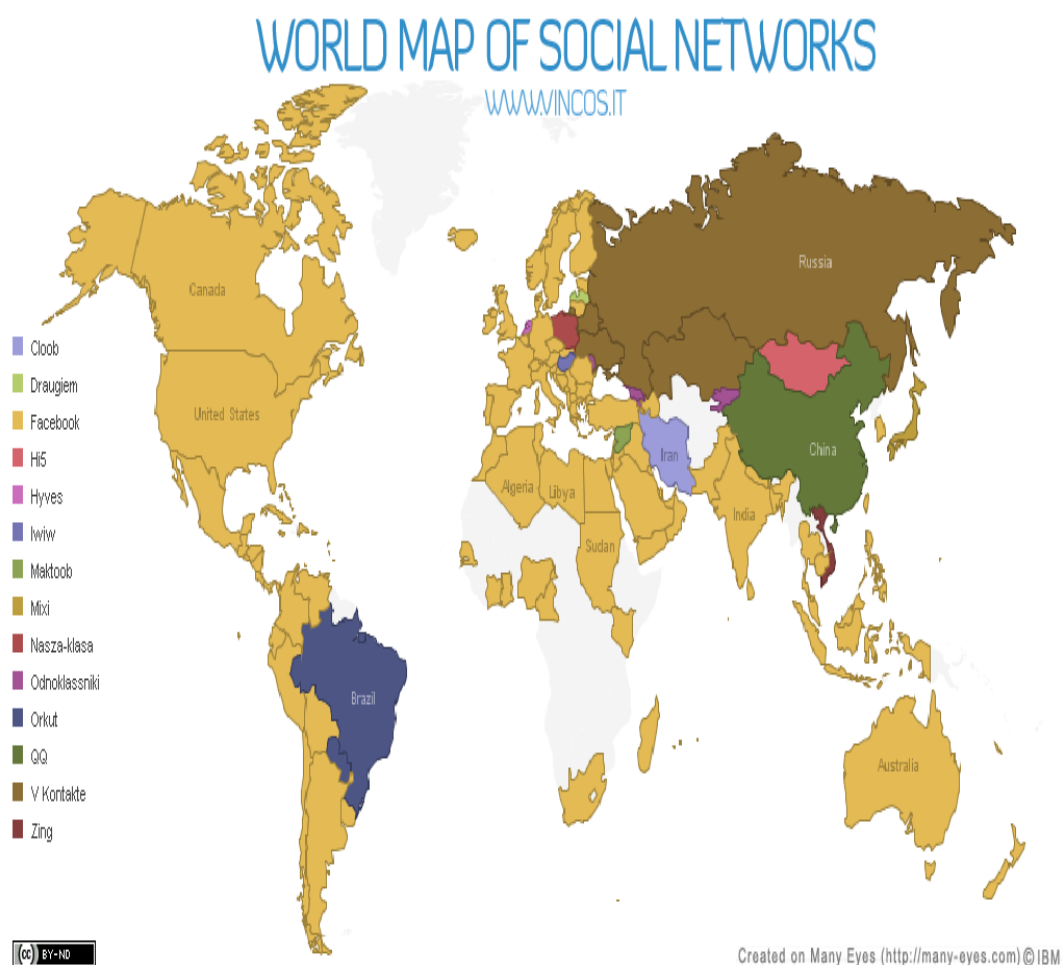 WORLD MAP OF SOCIAL NETWORKS
WWW.VINCOS.IT
Canada
United States
Russia
China
Iran
India
Algeria
Libya
Sudan
Brazil
Australia
Cloob
Draugiem
Facebook
Hi5
Hyves
Iwiw
Maktoob
Mixi
Nasza-klasa
Odnoklassniki
Orkut
QQ
V Kontakte
Zing
cc BY-ND
Created on Many Eyes (http://many-eyes.com) © IBM